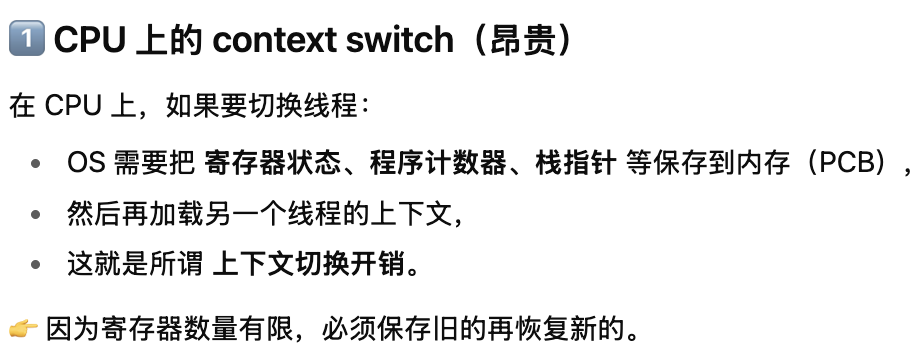 1️⃣ CPU 上的 context switch（昂贵）
在 CPU 上，如果要切换线程：
• OS 需要把 寄存器状态、程序计数器、栈指针 等保存到内存（PCB），
• 然后再加载另一个线程的上下文，
• 这就是所谓 上下文切换开销。
👉 因为寄存器数量有限，必须保存旧的再恢复新的。